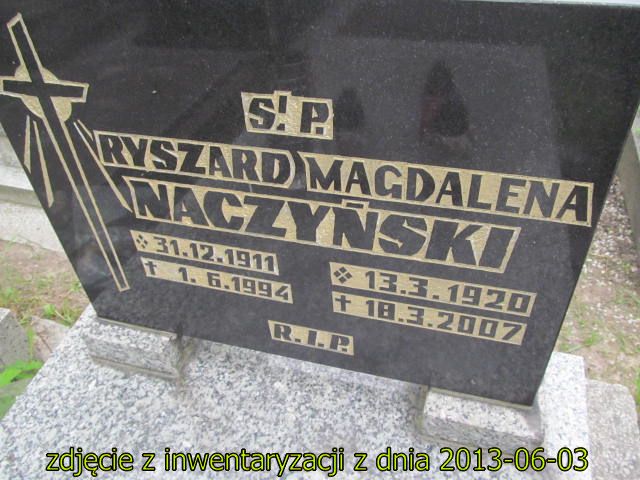 Ś. P.
RYSZARD MAGDALENA
NACZYŃSKI
31.12.1911 13.3.1920
† 1.6.1994 † 18.3.2007
R.I.P.
zdjęcie z inwentaryzacji z dnia 2013-06-03